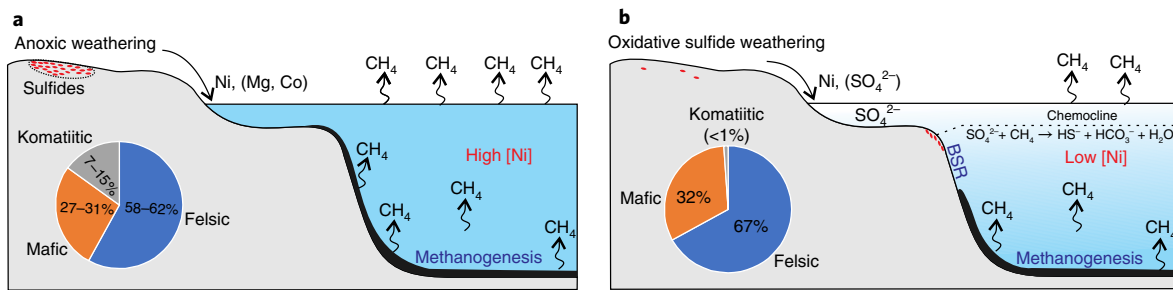 a
Anoxic weathering
Ni, (Mg, Co)
Sulfides
CH₄
CH₄
CH₄
CH₄
Komatiitic
7–15%
27–31%
58–62%
Felsic
Mafic
High [Ni]
CH₄
CH₄
CH₄
CH₄
Methanogenesis
b
Oxidative sulfide weathering
Ni, (SO₄²⁻)
CH₄
CH₄
SO₄²⁻
Chemocline
SO₄²⁻ + CH₄ → HS⁻ + HCO₃⁻ + H₂O
BSR
Low [Ni]
Komatiitic
(<1%)
Mafic
32%
67%
Felsic
CH₄
CH₄
CH₄
Methanogenesis